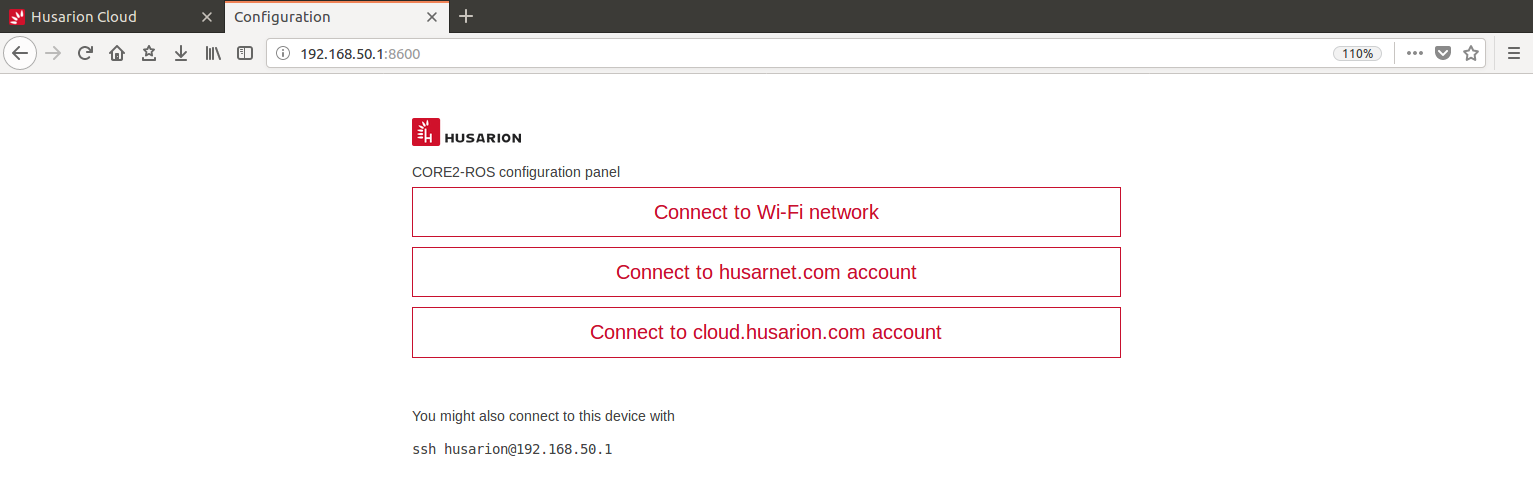 Husarion Cloud
Configuration
192.168.50.1:8600
110%
HUSARION
CORE2-ROS configuration panel
Connect to Wi-Fi network
Connect to husarnet.com account
Connect to cloud.husarion.com account
You might also connect to this device with
ssh husarion@192.168.50.1